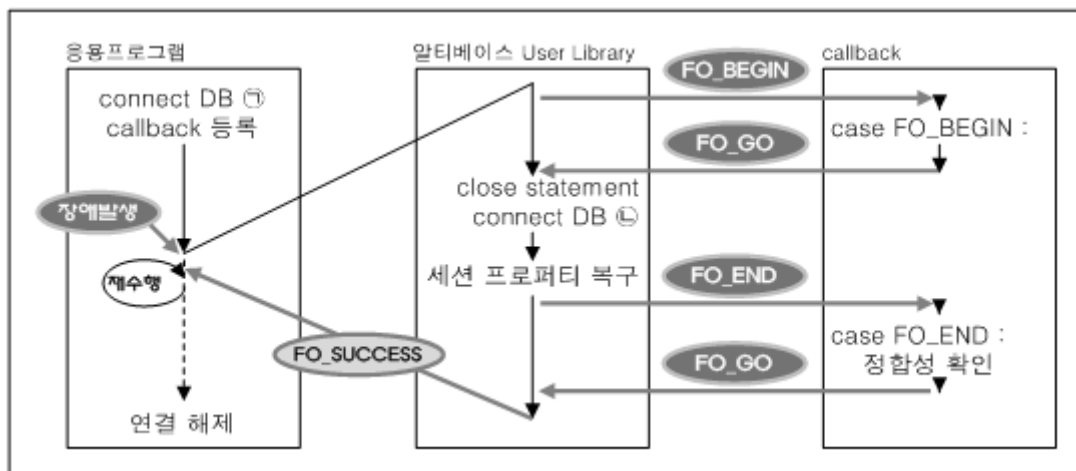 응용프로그램
connect DB ㉠
callback 등록
장애발생
재수행
연결 해제
FO_SUCCESS
알티베이스 User Library
close statement
connect DB ㉡
세션 프로퍼티 복구
FO_BEGIN
FO_GO
FO_END
FO_GO
callback
case FO_BEGIN :
case FO_END :
정합성 확인